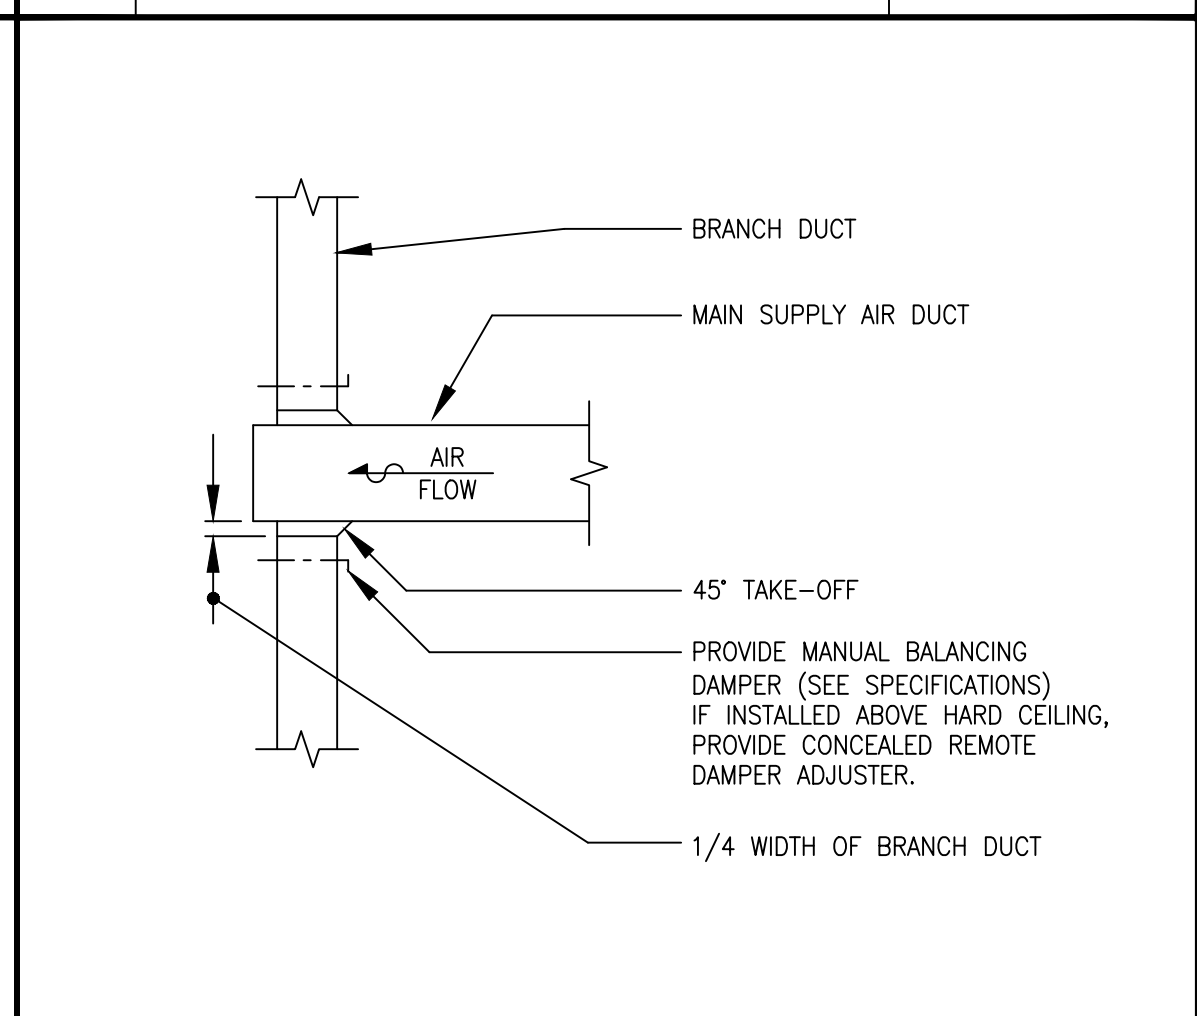 BRANCH DUCT
MAIN SUPPLY AIR DUCT
AIR
FLOW
45° TAKE-OFF
PROVIDE MANUAL BALANCING
DAMPER (SEE SPECIFICATIONS)
IF INSTALLED ABOVE HARD CEILING,
PROVIDE CONCEALED REMOTE
DAMPER ADJUSTER.
1/4 WIDTH OF BRANCH DUCT